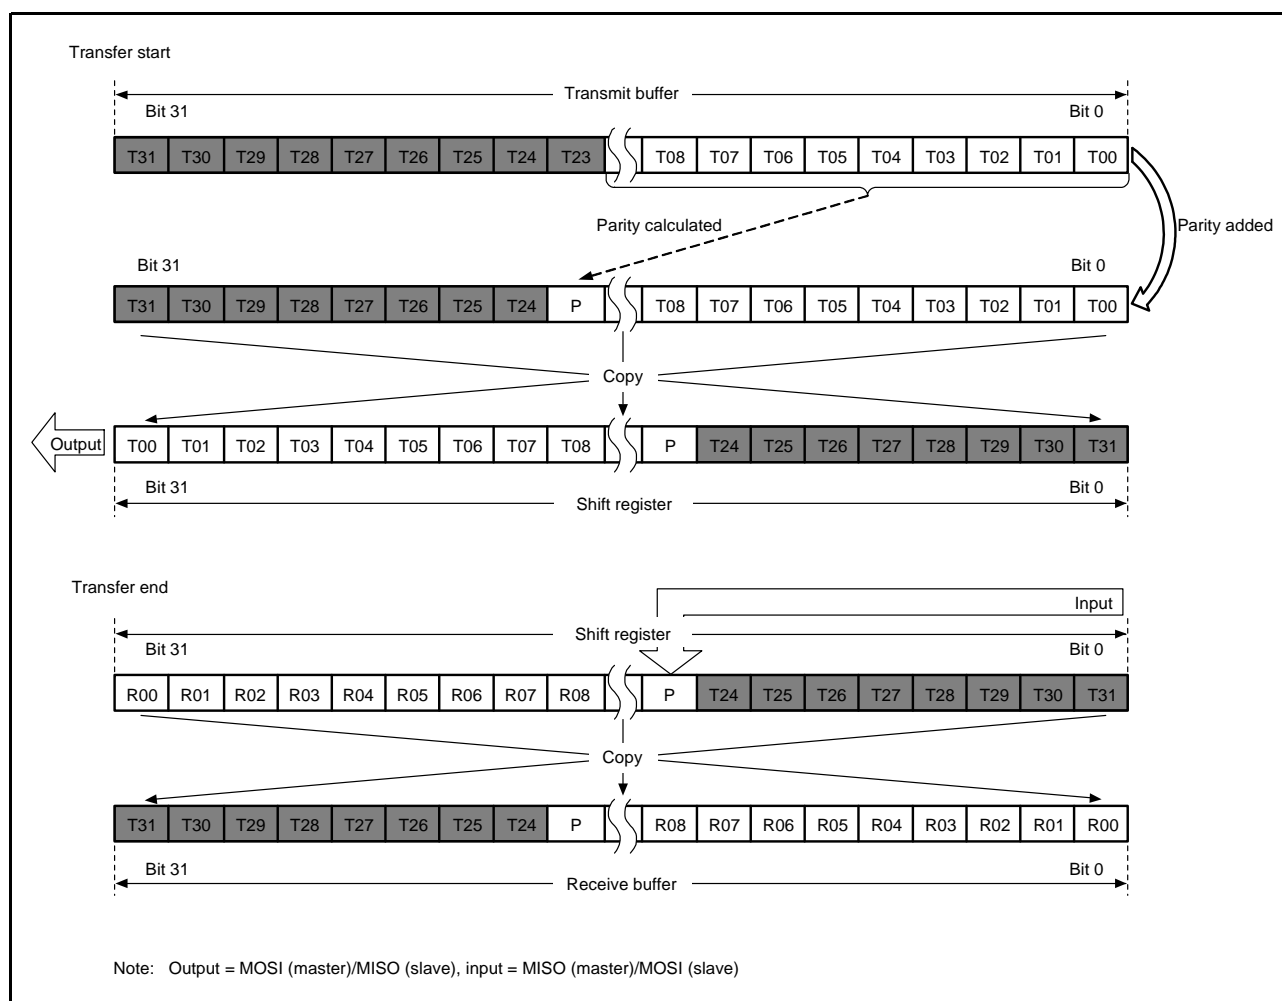 Transfer start
Transmit buffer
Bit 31 Bit 0
T31 T30 T29 T28 T27 T26 T25 T24 T23 T08 T07 T06 T05 T04 T03 T02 T01 T00
Parity calculated Parity added
Bit 31 Bit 0
T31 T30 T29 T28 T27 T26 T25 T24 P T08 T07 T06 T05 T04 T03 T02 T01 T00
Copy
Output T00 T01 T02 T03 T04 T05 T06 T07 T08 P T24 T25 T26 T27 T28 T29 T30 T31
Bit 31 Bit 0
Shift register
Transfer end
Input
Shift register
Bit 31 Bit 0
R00 R01 R02 R03 R04 R05 R06 R07 R08 P T24 T25 T26 T27 T28 T29 T30 T31
Copy
T31 T30 T29 T28 T27 T26 T25 T24 P R08 R07 R06 R05 R04 R03 R02 R01 R00
Bit 31 Bit 0
Receive buffer
Note: Output = MOSI (master)/MISO (slave), input = MISO (master)/MOSI (slave)